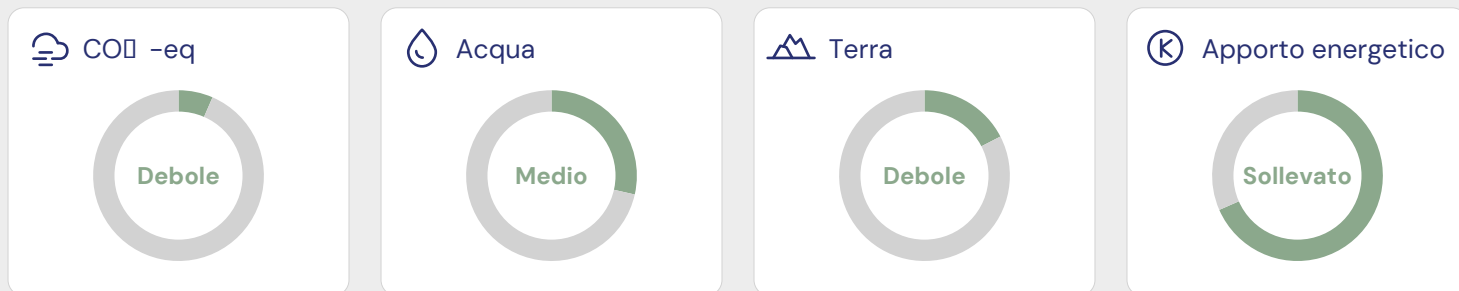 CO▯ -eq
Debole
Acqua
Medio
Terra
Debole
Apporto energetico
Sollevato